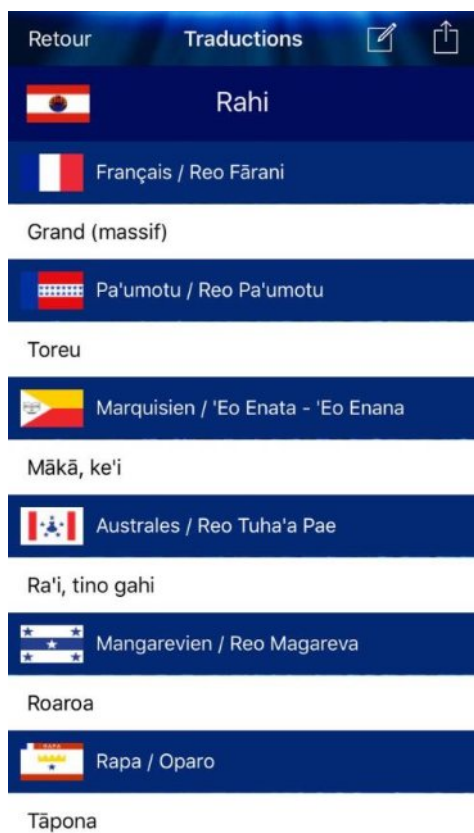 Retour Traductions
Rahi
Français / Reo Fārani
Grand (massif)
Pa'umotu / Reo Pa'umotu
Toreu
Marquisien / 'Eo Enata - 'Eo Enana
Mākā, ke'i
Australes / Reo Tuha'a Pae
Ra'i, tino gahi
Mangarevien / Reo Magareva
Roaroa
RAPA
Rapa / Oparo
Tāpona